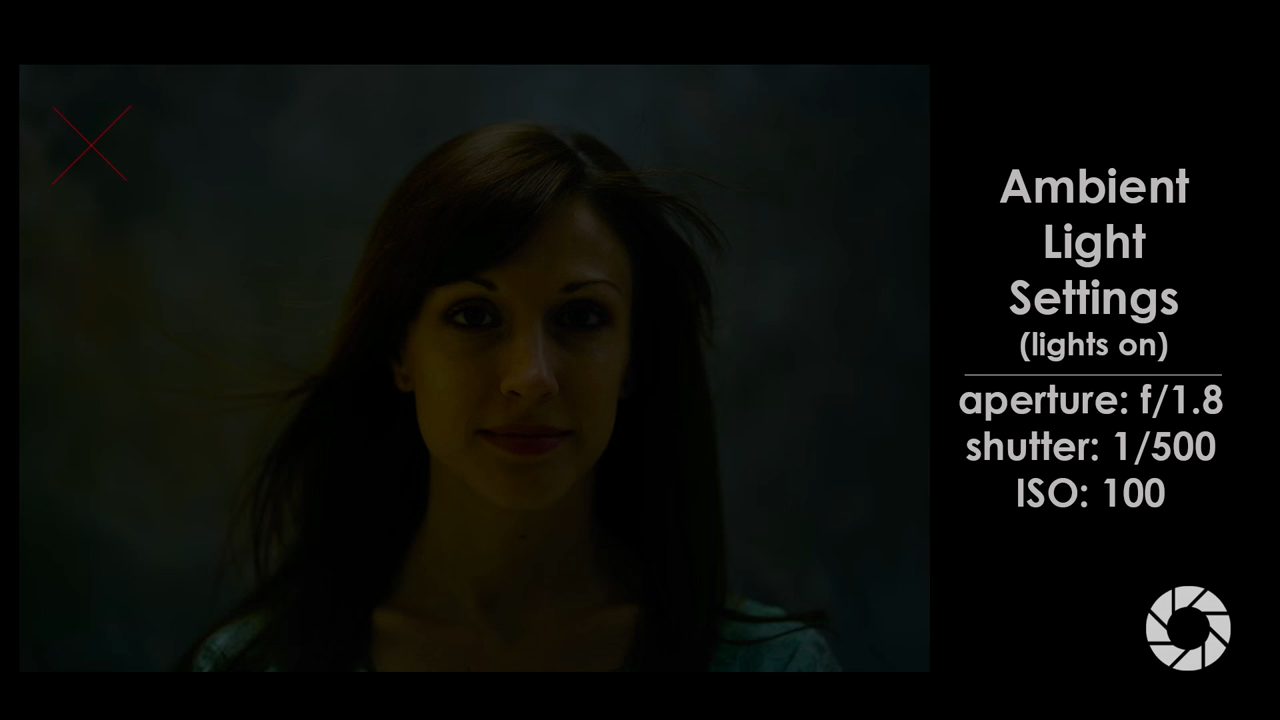 Ambient
Light
Settings
(lights on)
aperture: f/1.8
shutter: 1/500
ISO: 100